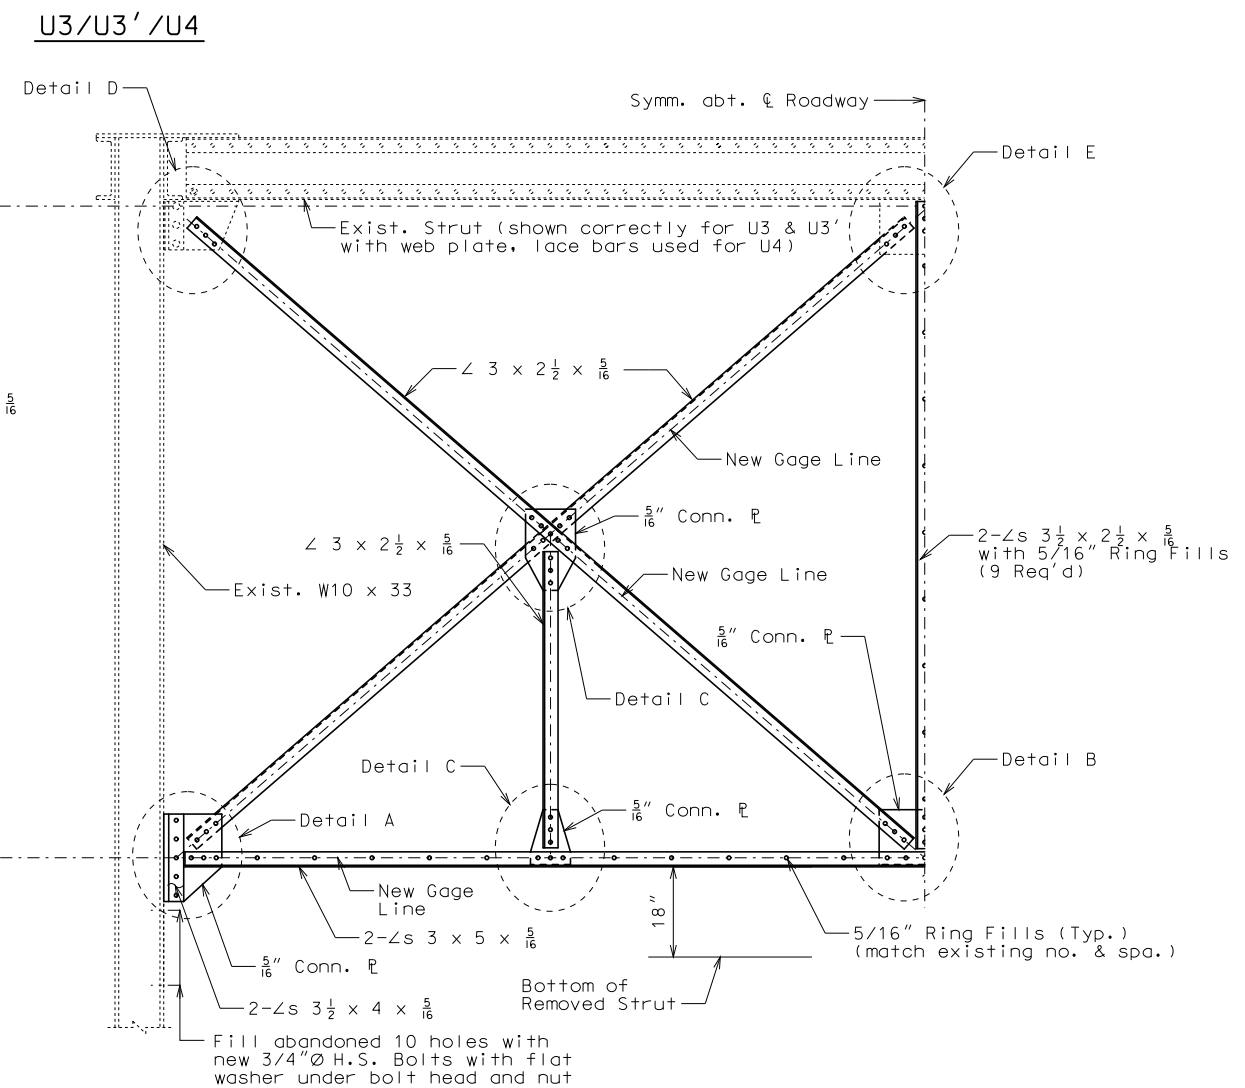 U3/U3'/U4
Detail D
Symm. abt. ℄ Roadway
Detail E
Exist. Strut (shown correctly for U3 & U3'
with web plate, lace bars used for U4)
∠ 3 x 2 1/2 x 5/16
5/16
New Gage Line
5/16" Conn. ⅊
∠ 3 x 2 1/2 x 5/16
2-∠s 3 1/2 x 2 1/2 x 5/16
with 5/16" Ring Fills
(9 Req'd)
New Gage Line
Exist. W10 x 33
5/16" Conn. ⅊
Detail C
Detail C
Detail B
5/16" Conn. ⅊
Detail A
New Gage
Line
18"
2-∠s 3 x 5 x 5/16
5/16" Ring Fills (Typ.)
(match existing no. & spa.)
5/16" Conn. ⅊
Bottom of
Removed Strut
2-∠s 3 1/2 x 4 x 5/16
Fill abandoned 10 holes with
new 3/4"Ø H.S. Bolts with flat
washer under bolt head and nut